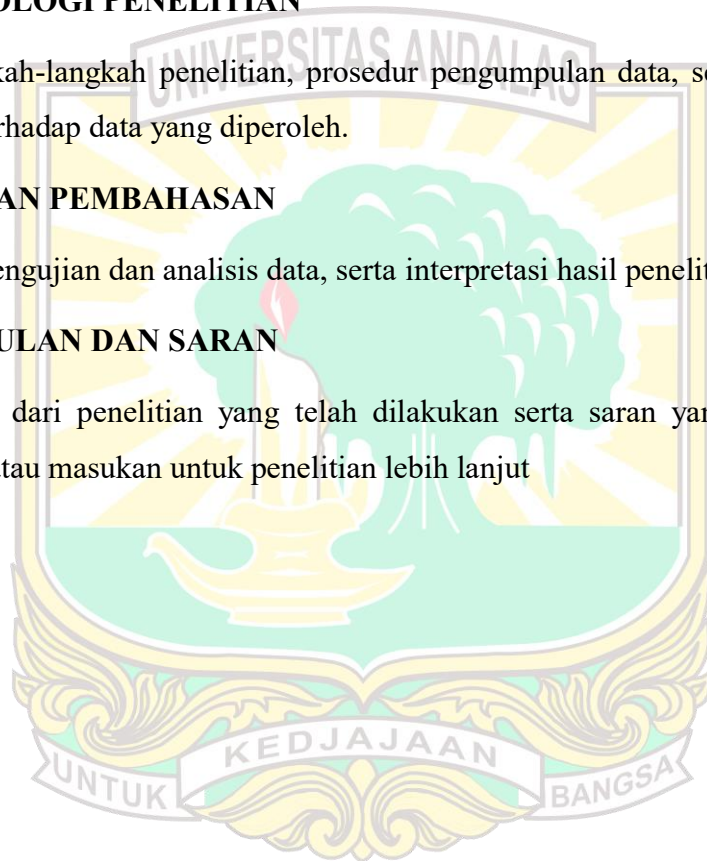 UNIVERSITAS ANDALAS
OLOGI PENELITIAN
kah-langkah penelitian, prosedur pengumpulan data, se
rhadap data yang diperoleh.
AN PEMBAHASAN
engujian dan analisis data, serta interpretasi hasil penelit
ULAN DAN SARAN
dari penelitian yang telah dilakukan serta saran yan
atau masukan untuk penelitian lebih lanjut
UNTUK KEDJAJAAN BANGSA